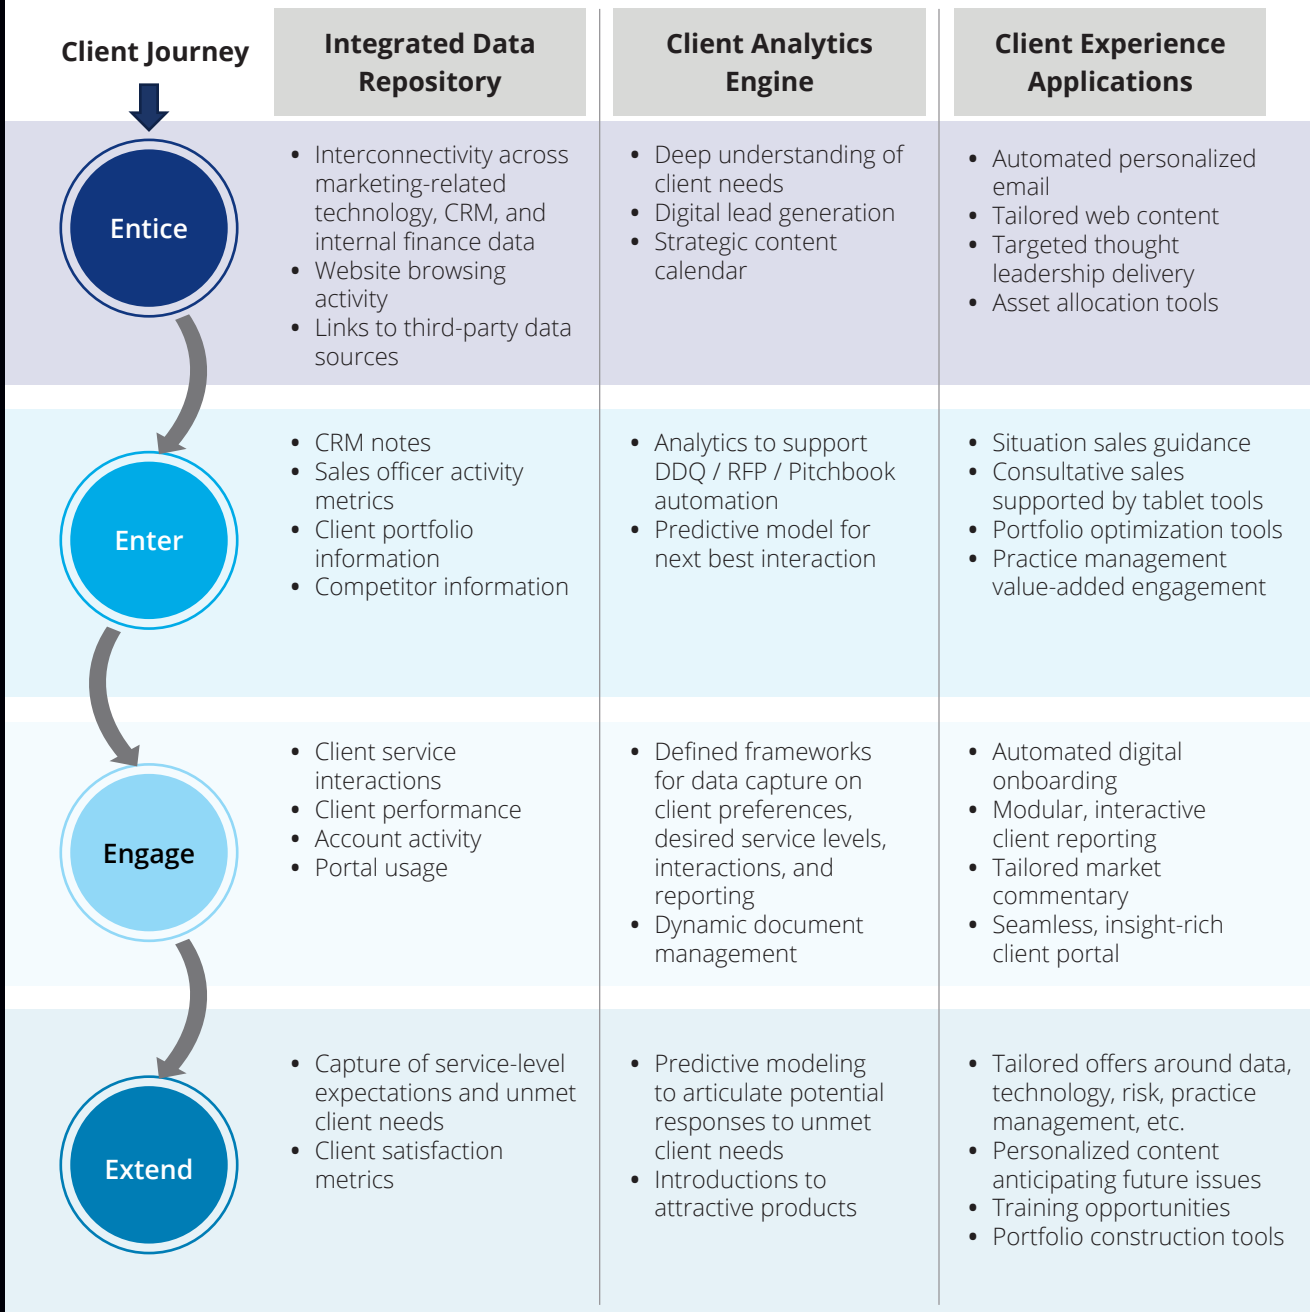 Client Journey
Integrated Data
Repository
Client Analytics
Engine
Client Experience
Applications
Entice
• Interconnectivity across
marketing-related
technology, CRM, and
internal finance data
• Website browsing
activity
• Links to third-party data
sources
• Deep understanding of
client needs
• Digital lead generation
• Strategic content
calendar
• Automated personalized
email
• Tailored web content
• Targeted thought
leadership delivery
• Asset allocation tools
Enter
• CRM notes
• Sales officer activity
metrics
• Client portfolio
information
• Competitor information
• Analytics to support
DDQ / RFP / Pitchbook
automation
• Predictive model for
next best interaction
• Situation sales guidance
• Consultative sales
supported by tablet tools
• Portfolio optimization tools
• Practice management
value-added engagement
Engage
• Client service
interactions
• Client performance
• Account activity
• Portal usage
• Defined frameworks
for data capture on
client preferences,
desired service levels,
interactions, and
reporting
• Dynamic document
management
• Automated digital
onboarding
• Modular, interactive
client reporting
• Tailored market
commentary
• Seamless, insight-rich
client portal
Extend
• Capture of service-level
expectations and unmet
client needs
• Client satisfaction
metrics
• Predictive modeling
to articulate potential
responses to unmet
client needs
• Introductions to
attractive products
• Tailored offers around data,
technology, risk, practice
management, etc.
• Personalized content
anticipating future issues
• Training opportunities
• Portfolio construction tools